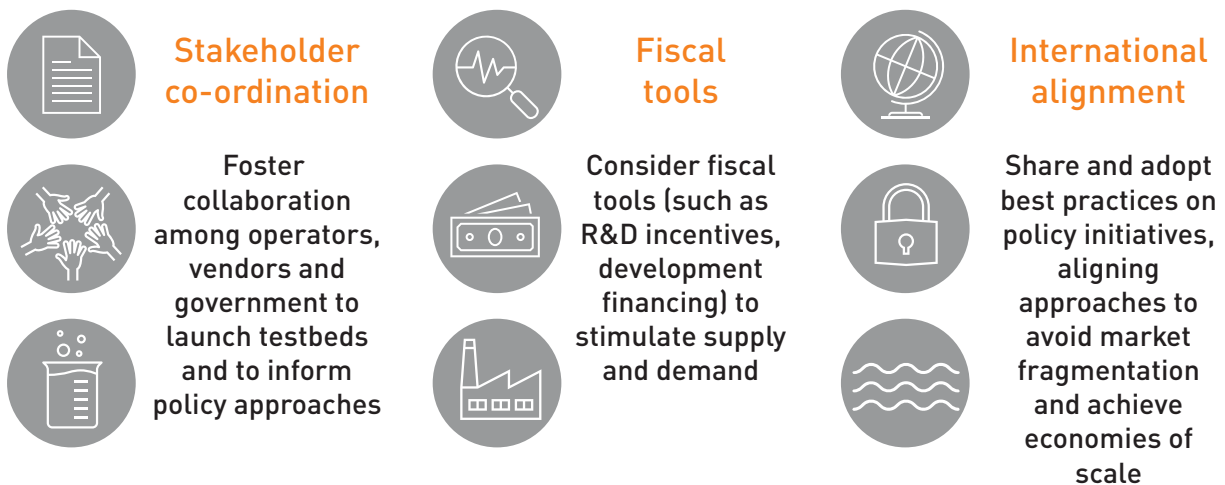 Stakeholder
co-ordination
Foster
collaboration
among operators,
vendors and
government to
launch testbeds
and to inform
policy approaches
Fiscal
tools
Consider fiscal
tools (such as
R&D incentives,
development
financing) to
stimulate supply
and demand
International
alignment
Share and adopt
best practices on
policy initiatives,
aligning
approaches to
avoid market
fragmentation
and achieve
economies of
scale